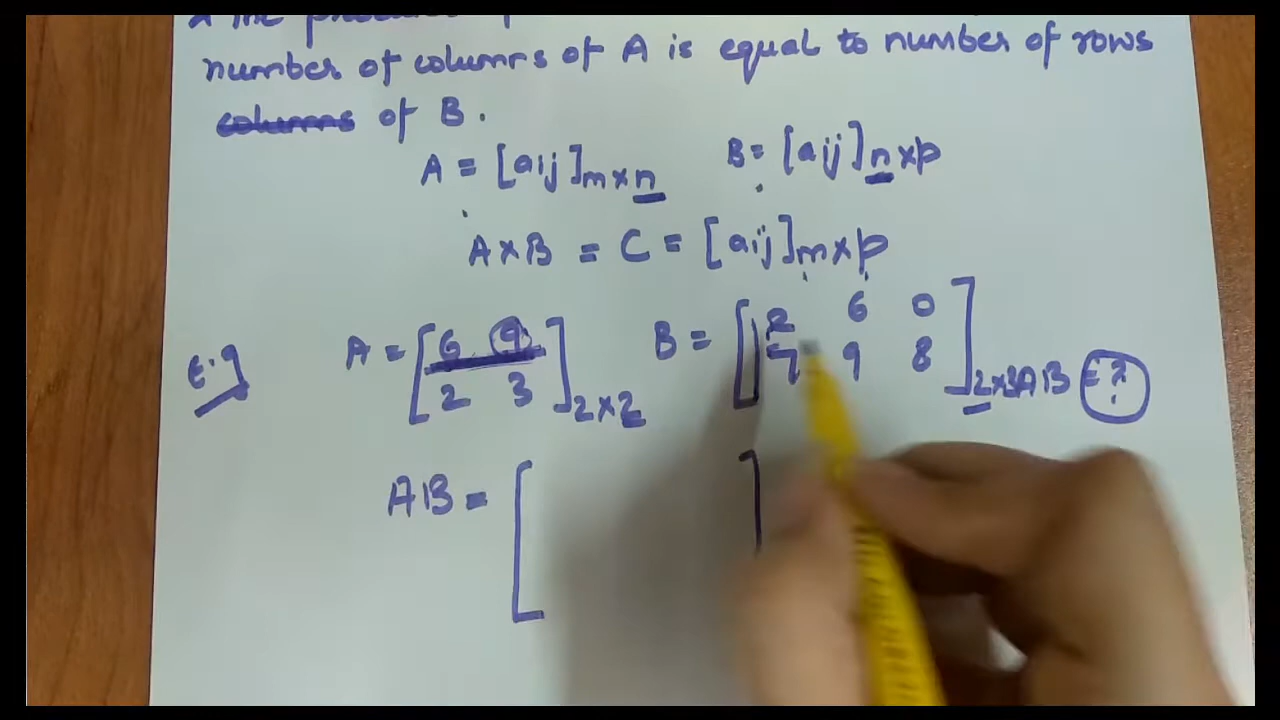 number of columns of A is equal to number of rows
columns of B.
A = [aij]m×n B = [aij]n×p
A×B = C = [aij]m×p
E.g A = [6 9 B = [2 6 0
2 3]2×2 7 9 8]2×3 AB = ?
AB = [ ]